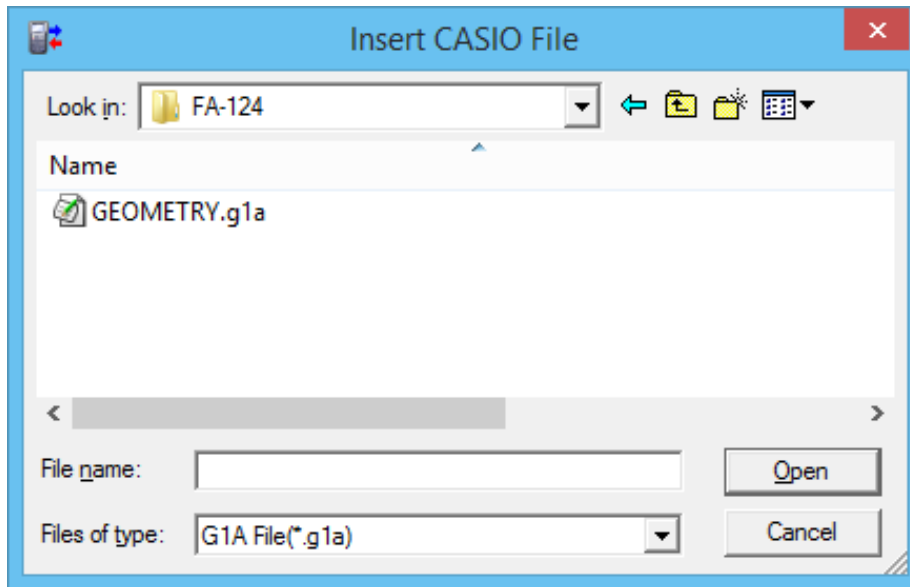 Insert CASIO File
Look in: FA-124
Name
GEOMETRY.g1a
File name:
Open
Files of type: G1A File(*.g1a)
Cancel